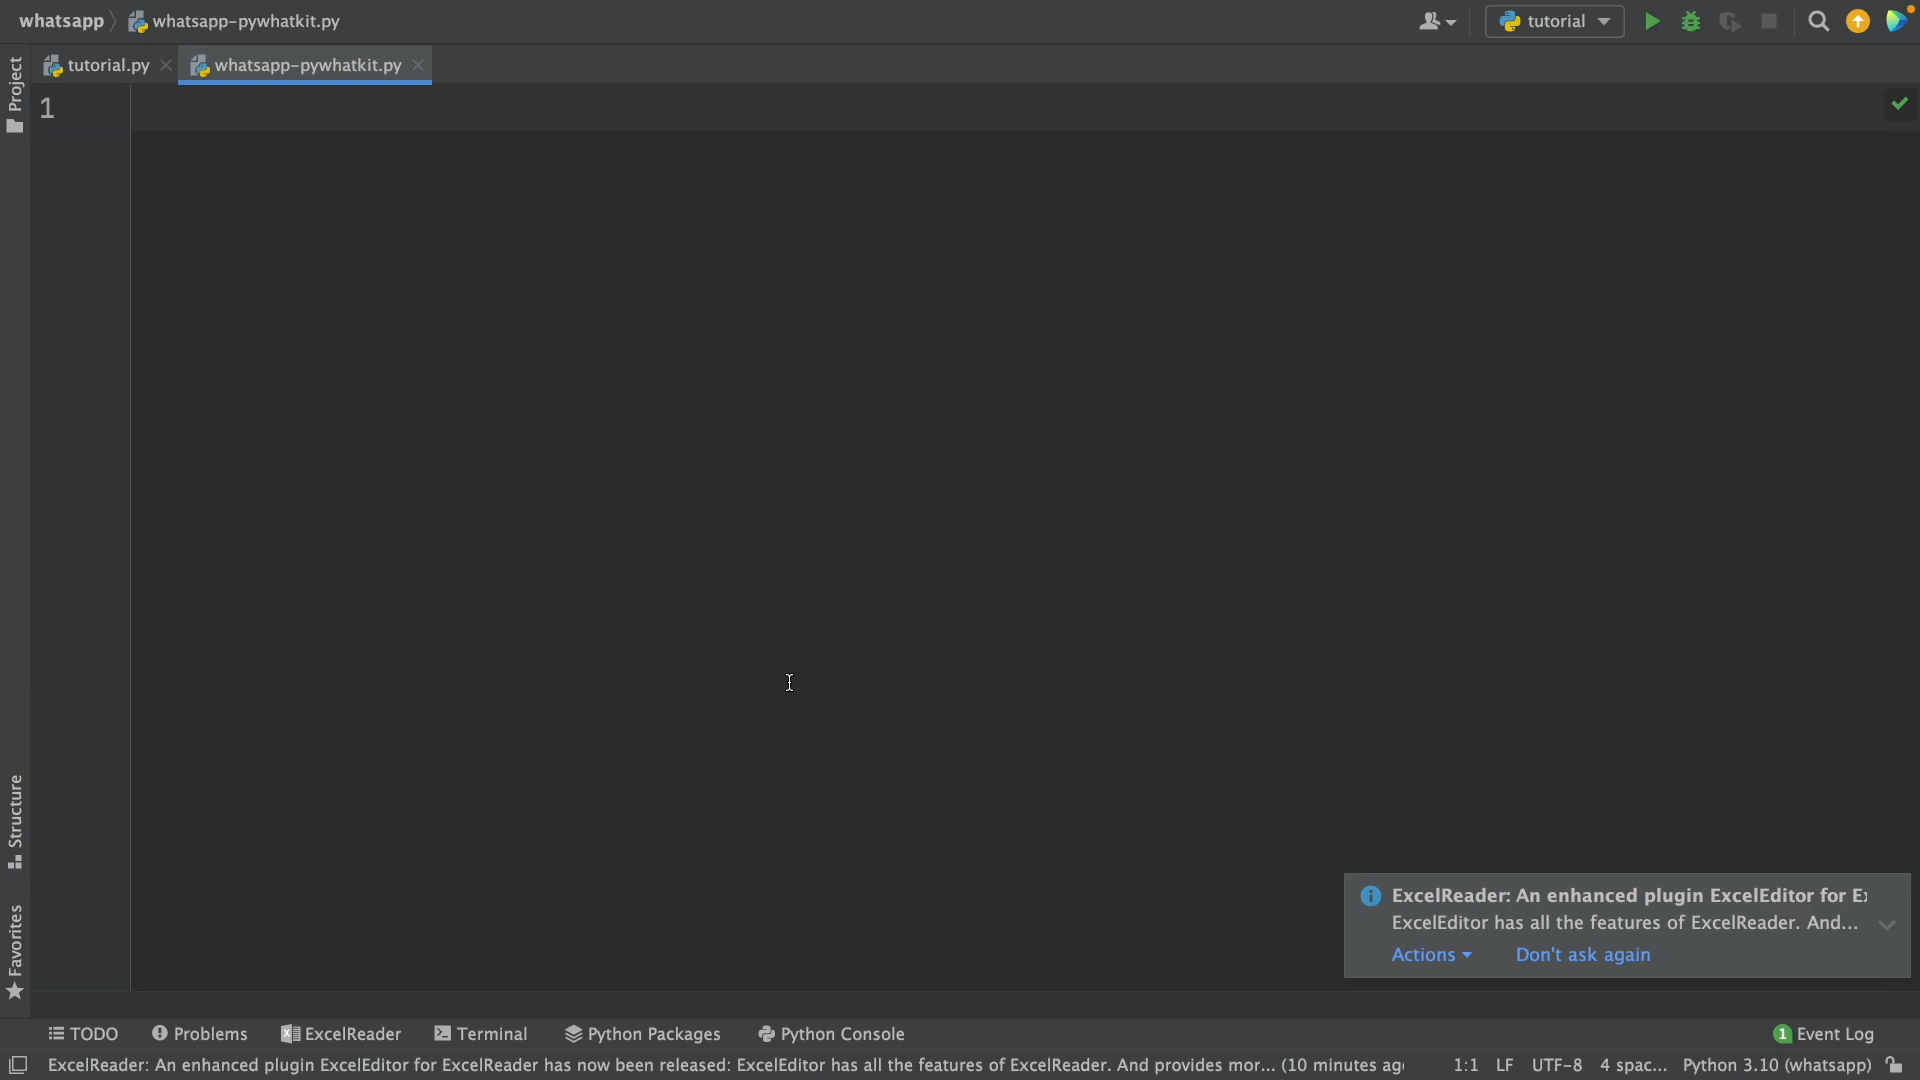 whatsapp
whatsapp-pywhatkit.py
tutorial
Project
tutorial.py
whatsapp-pywhatkit.py
1
Structure
Favorites
ExcelReader: An enhanced plugin ExcelEditor for Ex
ExcelEditor has all the features of ExcelReader. And...
Actions
Don't ask again
TODO
Problems
ExcelReader
Terminal
Python Packages
Python Console
1 Event Log
ExcelReader: An enhanced plugin ExcelEditor for ExcelReader has now been released: ExcelEditor has all the features of ExcelReader. And provides mor... (10 minutes ag
1:1
LF
UTF-8
4 spac...
Python 3.10 (whatsapp)